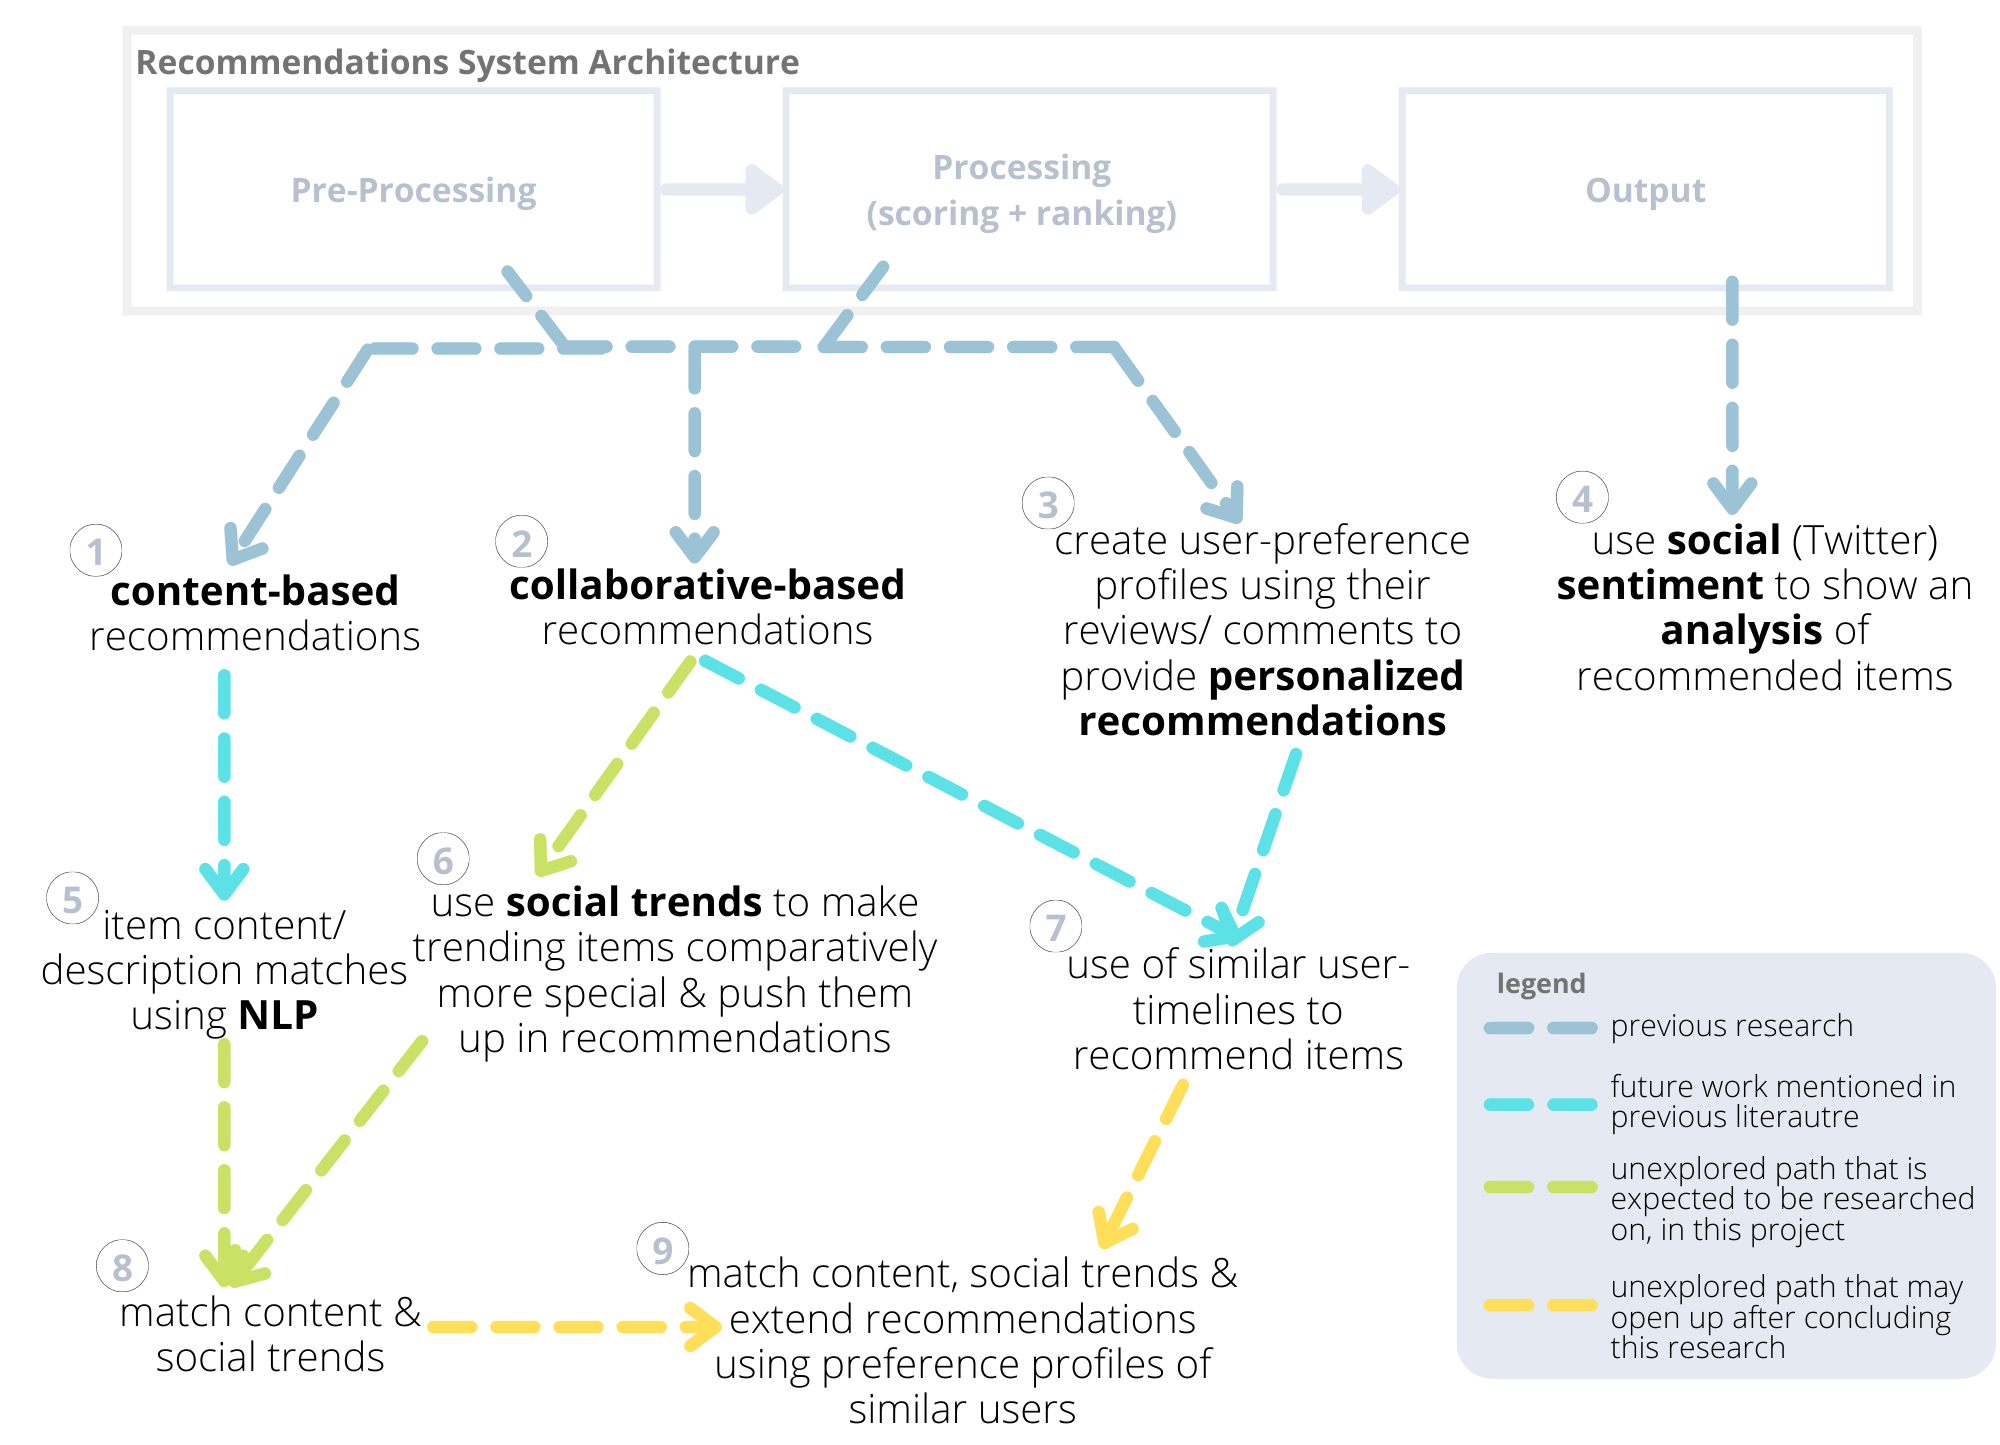 Recommendations System Architecture
Pre-Processing
Processing
(scoring + ranking)
Output
1
content-based
recommendations
2
collaborative-based
recommendations
3
create user-preference
profiles using their
reviews/ comments to
provide personalized
recommendations
4
use social (Twitter)
sentiment to show an
analysis of
recommended items
5
item content/
description matches
using NLP
6
use social trends to make
trending items comparatively
more special & push them
up in recommendations
7
use of similar user-
timelines to
recommend items
8
match content &
social trends
9
match content, social trends &
extend recommendations
using preference profiles of
similar users
legend
previous research
future work mentioned in
previous literautre
unexplored path that is
expected to be researched
on, in this project
unexplored path that may
open up after concluding
this research